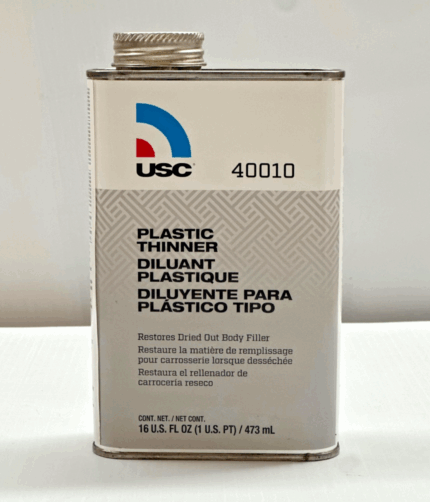 USC
40010
PLASTIC
THINNER
DILUANT
PLASTIQUE
DILUYENTE PARA
PLÁSTICO TIPO
Restores Dried Out Body Filler
Restaure la matière de remplissage
pour carrosserie lorsque desséchée
Restaura el rellenador de
carrocería reseco
CONT. NET. / NET CONT.
16 U.S. FL OZ (1 U.S. PT) / 473 mL